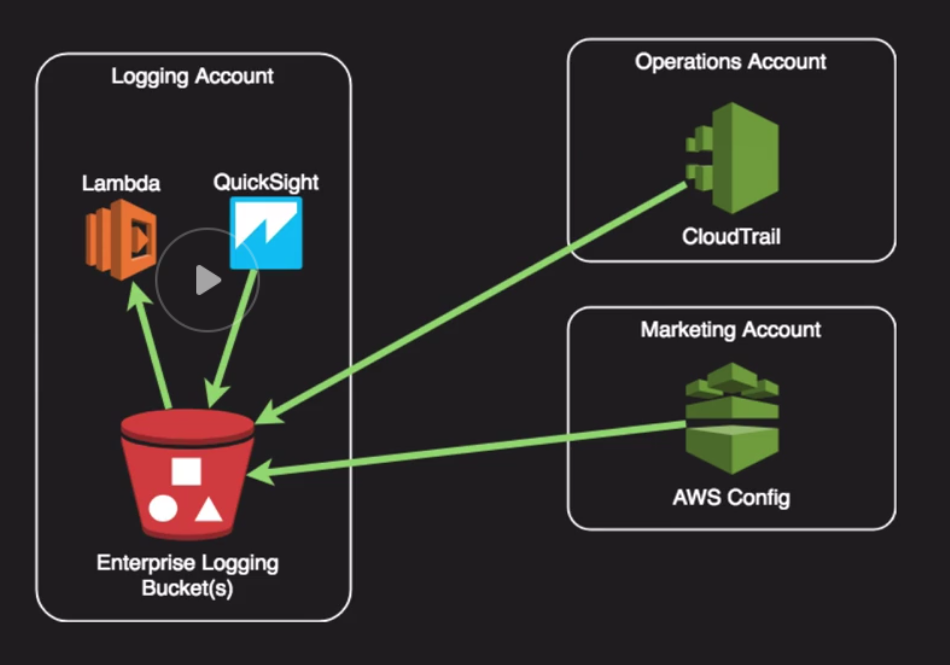 Logging Account
Lambda
QuickSight
Enterprise Logging
Bucket(s)
Operations Account
CloudTrail
Marketing Account
AWS Config